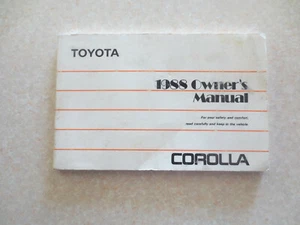 TOYOTA
1988 Owner's
Manual
For your safety and comfort,
read carefully and keep in the vehicle.
COROLLA